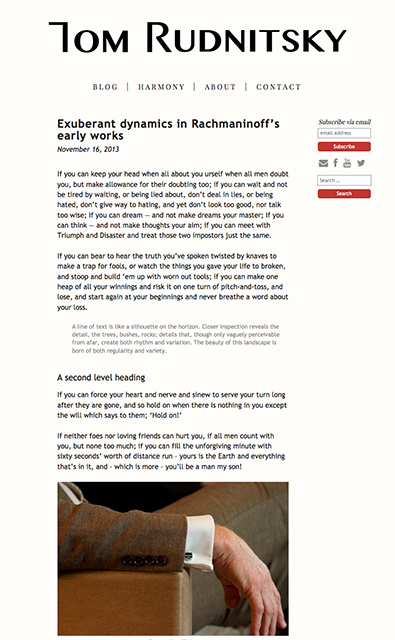 Tom Rudnitsky
BLOG | HARMONY | ABOUT | CONTACT
Exuberant dynamics in Rachmaninoff's
early works
November 16, 2013
If you can keep your head when all about you urself when all men doubt
you, but make allowance for their doubting too; if you can wait and not
be tired by waiting, or being lied about, don't deal in lies, or being
hated, don't give way to hating, and yet don't look too good, nor talk
too wise; if you can dream — and not make dreams your master; if you
can think — and not make thoughts your aim; if you can meet with
Triumph and Disaster and treat those two impostors just the same.
If you can bear to hear the truth you've spoken twisted by knaves to
make a trap for fools, or watch the things you gave your life to broken,
and stoop and build 'em up with worn out tools; if you can make one
heap of all your winnings and risk it on one turn of pitch-and-toss, and
lose, and start again at your beginnings and never breathe a word about
your loss.
A line of text is like a silhouette on the horizon. Closer inspection reveals the
detail, the trees, bushes, rocks; details that, though only vaguely perceivable
from afar, create both rhythm and variation. The beauty of this landscape is
born of both regularity and variety.
A second level heading
If you can force your heart and nerve and sinew to serve your turn long
after they are gone, and so hold on when there is nothing in you except
the will which says to them; 'Hold on!'
If neither foes nor loving friends can hurt you, if all men count with
you, but none too much; if you can fill the unforgiving minute with
sixty seconds' worth of distance run - yours is the Earth and everything
that's in it, and - which is more - you'll be a man my son!
Subscribe via email
email address
Subscribe
Search ...
Search